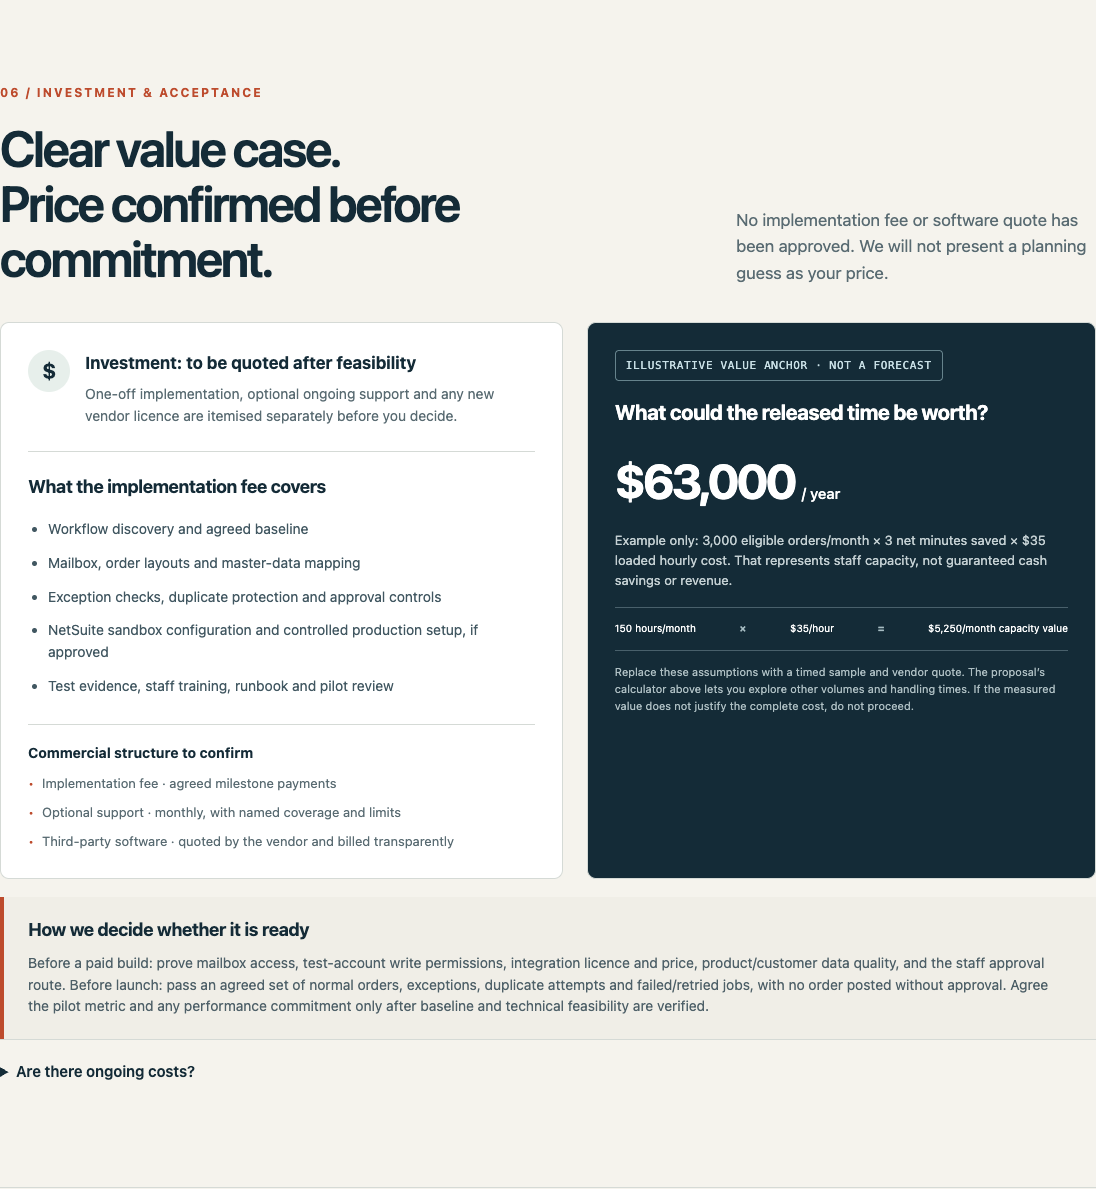 06 / INVESTMENT & ACCEPTANCE
Clear value case.
Price confirmed before
commitment.
No implementation fee or software quote has
been approved. We will not present a planning
guess as your price.
$
Investment: to be quoted after feasibility
One-off implementation, optional ongoing support and any new
vendor licence are itemised separately before you decide.
What the implementation fee covers
• Workflow discovery and agreed baseline
• Mailbox, order layouts and master-data mapping
• Exception checks, duplicate protection and approval controls
• NetSuite sandbox configuration and controlled production setup, if
approved
• Test evidence, staff training, runbook and pilot review
Commercial structure to confirm
• Implementation fee · agreed milestone payments
• Optional support · monthly, with named coverage and limits
• Third-party software · quoted by the vendor and billed transparently
ILLUSTRATIVE VALUE ANCHOR · NOT A FORECAST
What could the released time be worth?
$63,000 / year
Example only: 3,000 eligible orders/month × 3 net minutes saved × $35
loaded hourly cost. That represents staff capacity, not guaranteed cash
savings or revenue.
150 hours/month × $35/hour = $5,250/month capacity value
Replace these assumptions with a timed sample and vendor quote. The proposal's
calculator above lets you explore other volumes and handling times. If the measured
value does not justify the complete cost, do not proceed.
How we decide whether it is ready
Before a paid build: prove mailbox access, test-account write permissions, integration licence and price, product/customer data quality, and the staff approval
route. Before launch: pass an agreed set of normal orders, exceptions, duplicate attempts and failed/retried jobs, with no order posted without approval. Agree
the pilot metric and any performance commitment only after baseline and technical feasibility are verified.
Are there ongoing costs?